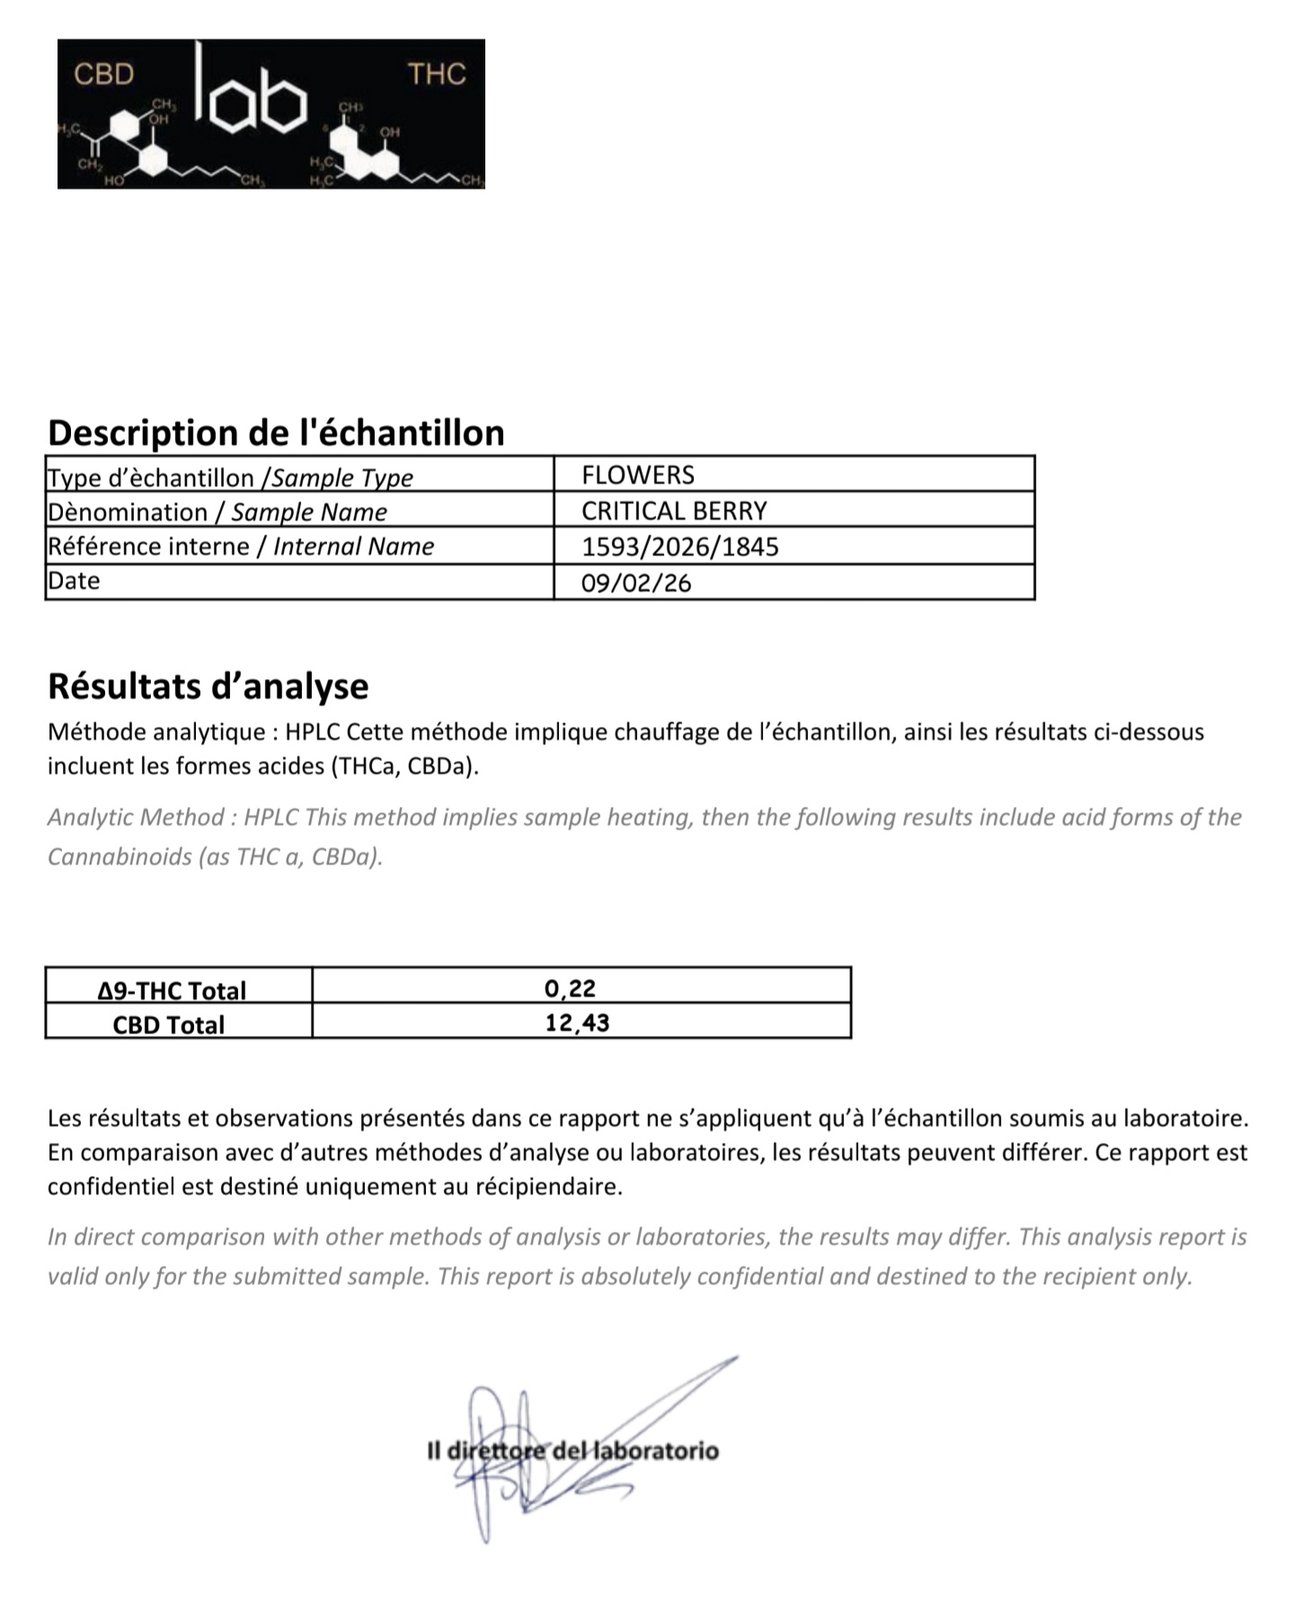 CBD lab THC
CH3
OH
H3C
CH2
HO
CH3
CH3
6 1 2
OH
H3C
H3C
CH3
Description de l'échantillon
Type d’èchantillon /Sample Type FLOWERS
Dènomination / Sample Name CRITICAL BERRY
Référence interne / Internal Name 1593/2026/1845
Date 09/02/26
Résultats d’analyse
Méthode analytique : HPLC Cette méthode implique chauffage de l’échantillon, ainsi les résultats ci-dessous
incluent les formes acides (THCa, CBDa).
Analytic Method : HPLC This method implies sample heating, then the following results include acid forms of the
Cannabinoids (as THC a, CBDa).
Δ9-THC Total 0,22
CBD Total 12,43
Les résultats et observations présentés dans ce rapport ne s’appliquent qu’à l’échantillon soumis au laboratoire.
En comparaison avec d’autres méthodes d’analyse ou laboratoires, les résultats peuvent différer. Ce rapport est
confidentiel est destiné uniquement au récipiendaire.
In direct comparison with other methods of analysis or laboratories, the results may differ. This analysis report is
valid only for the submitted sample. This report is absolutely confidential and destined to the recipient only.
Il direttore del laboratorio